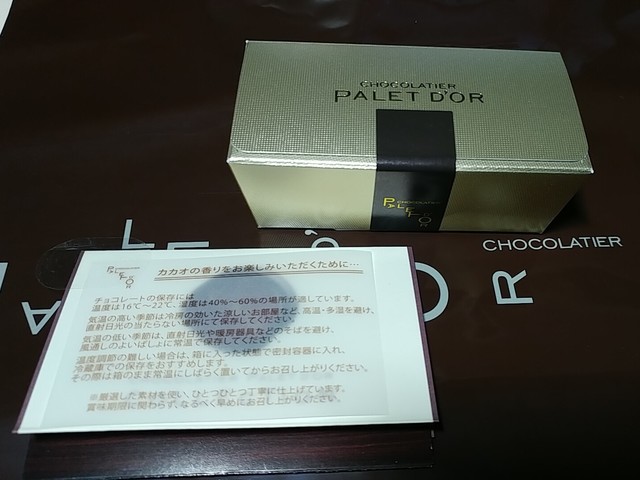 CHOCOLATIER
PALET D'OR
PALET D'OR
CHOCOLATIER
R
PALET D'OR
カカオの香りをお楽しみいただくために…
チョコレートの保存には
温度は16℃~22℃、湿度は40%~60%の場所が適しています。
気温の高い季節は冷房の効いた涼しいお部屋など、高温・多湿を避け、
直射日光の当たらない場所にて保存してください。
気温の低い季節は、直射日光や暖房器具などのそばを避け、
風通しのよいばしょに常温で保存してください。
温度調節の難しい場合は、箱に入った状態で密封容器に入れ、
冷蔵庫での保存をおすすめします。
その際は箱のまま常温にしばらく置いてからお召し上がりください。
※厳選した素材を使い、ひとつひとつ丁寧に仕上げています。
賞味期限に関わらず、なるべく早めにお召し上がりください。